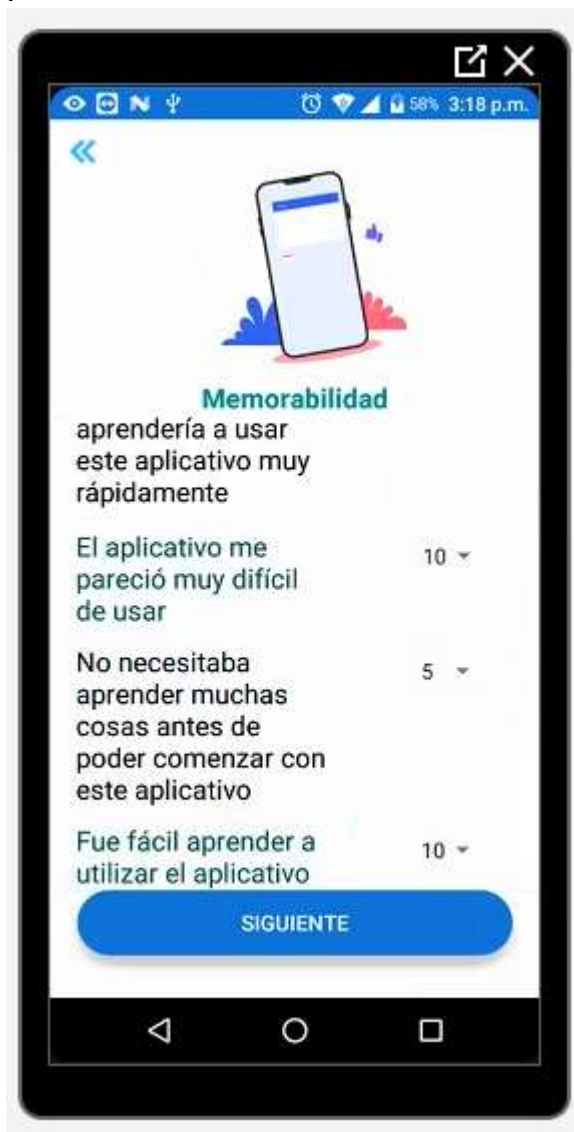 58% 3:18 p.m.
Memorabilidad
aprendería a usar
este aplicativo muy
rápidamente
El aplicativo me
pareció muy difícil
de usar
10
No necesitaba
aprender muchas
cosas antes de
poder comenzar con
este aplicativo
5
Fue fácil aprender a
utilizar el aplicativo
10
SIGUIENTE